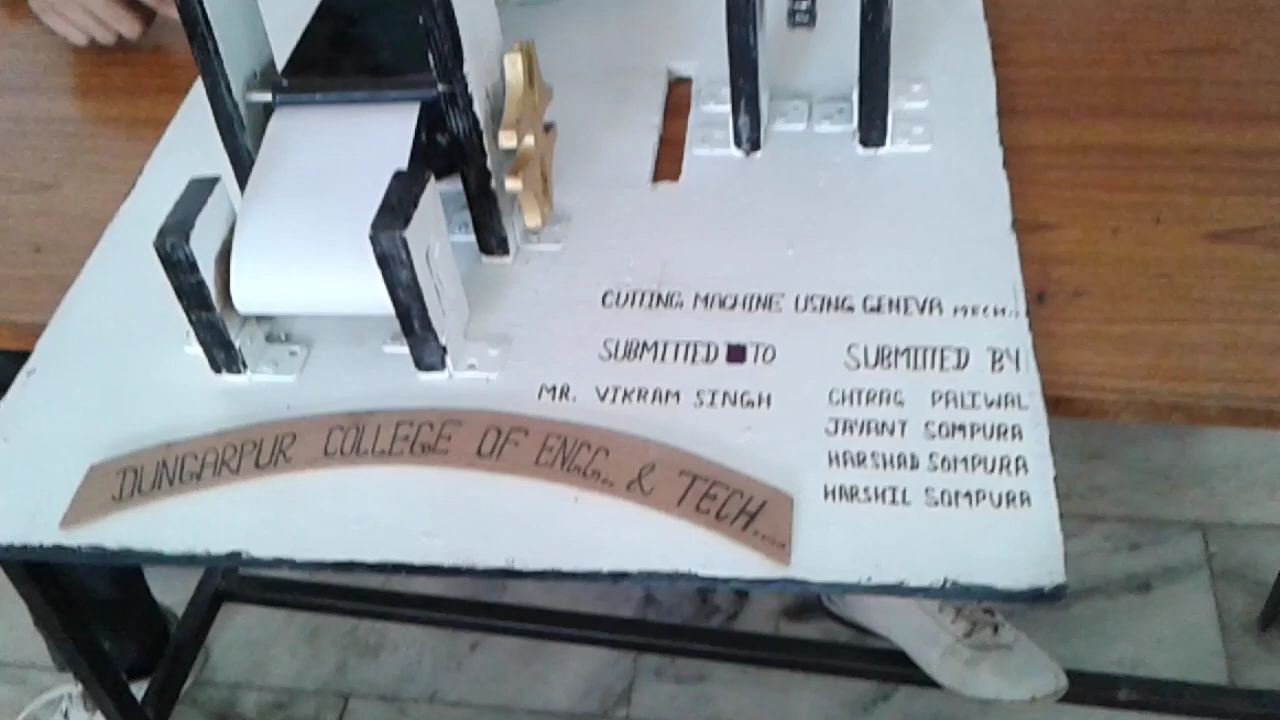 CUTTING MACHINE USING GENEVA MECH..
SUBMITTED TO
MR. VIKRAM SINGH
SUBMITTED BY
CHIRAG PALIWAL
JAYANT SOMPURA
HARSHAD SOMPURA
HARSHIL SOMPURA
DUNGARPUR COLLEGE OF ENGG.. & TECH....